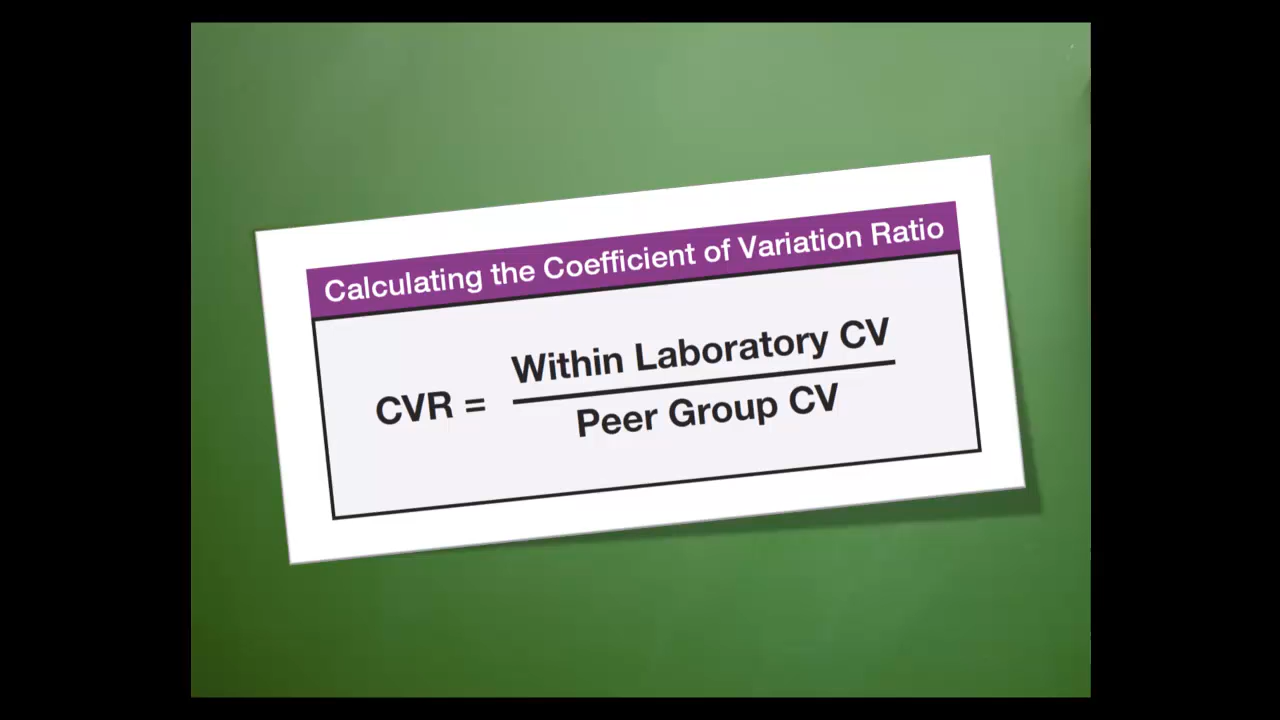 Calculating the Coefficient of Variation Ratio
CVR = Within Laboratory CV
Peer Group CV